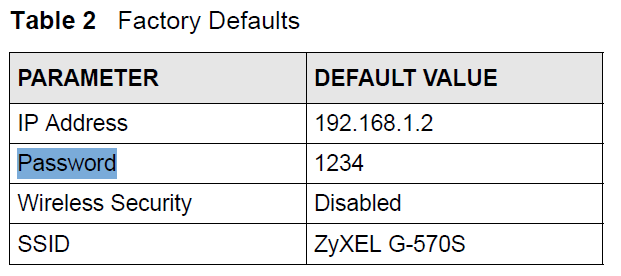 Table 2 Factory Defaults
PARAMETER DEFAULT VALUE
IP Address 192.168.1.2
Password 1234
Wireless Security Disabled
SSID ZyXEL G-570S